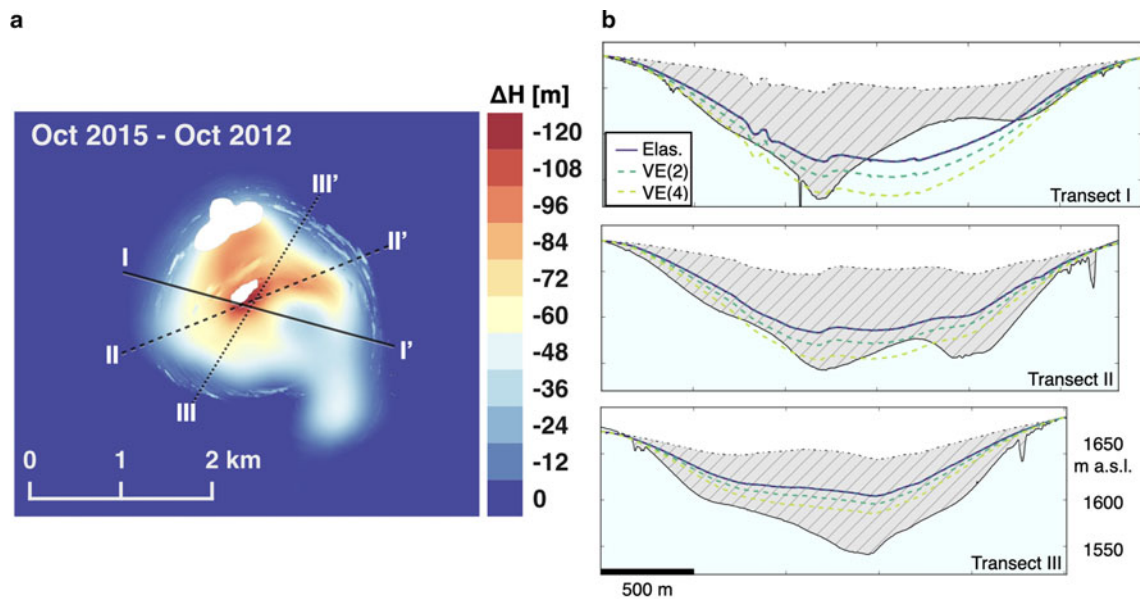 a
b
Oct 2015 - Oct 2012
ΔH [m]
-120
-108
-96
-84
-72
-60
-48
-36
-24
-12
0
III'
II'
I
I'
II
III
0 1 2 km
Elas.
VE(2)
VE(4)
Transect I
Transect II
Transect III
1650
m a.s.l.
1600
1550
500 m